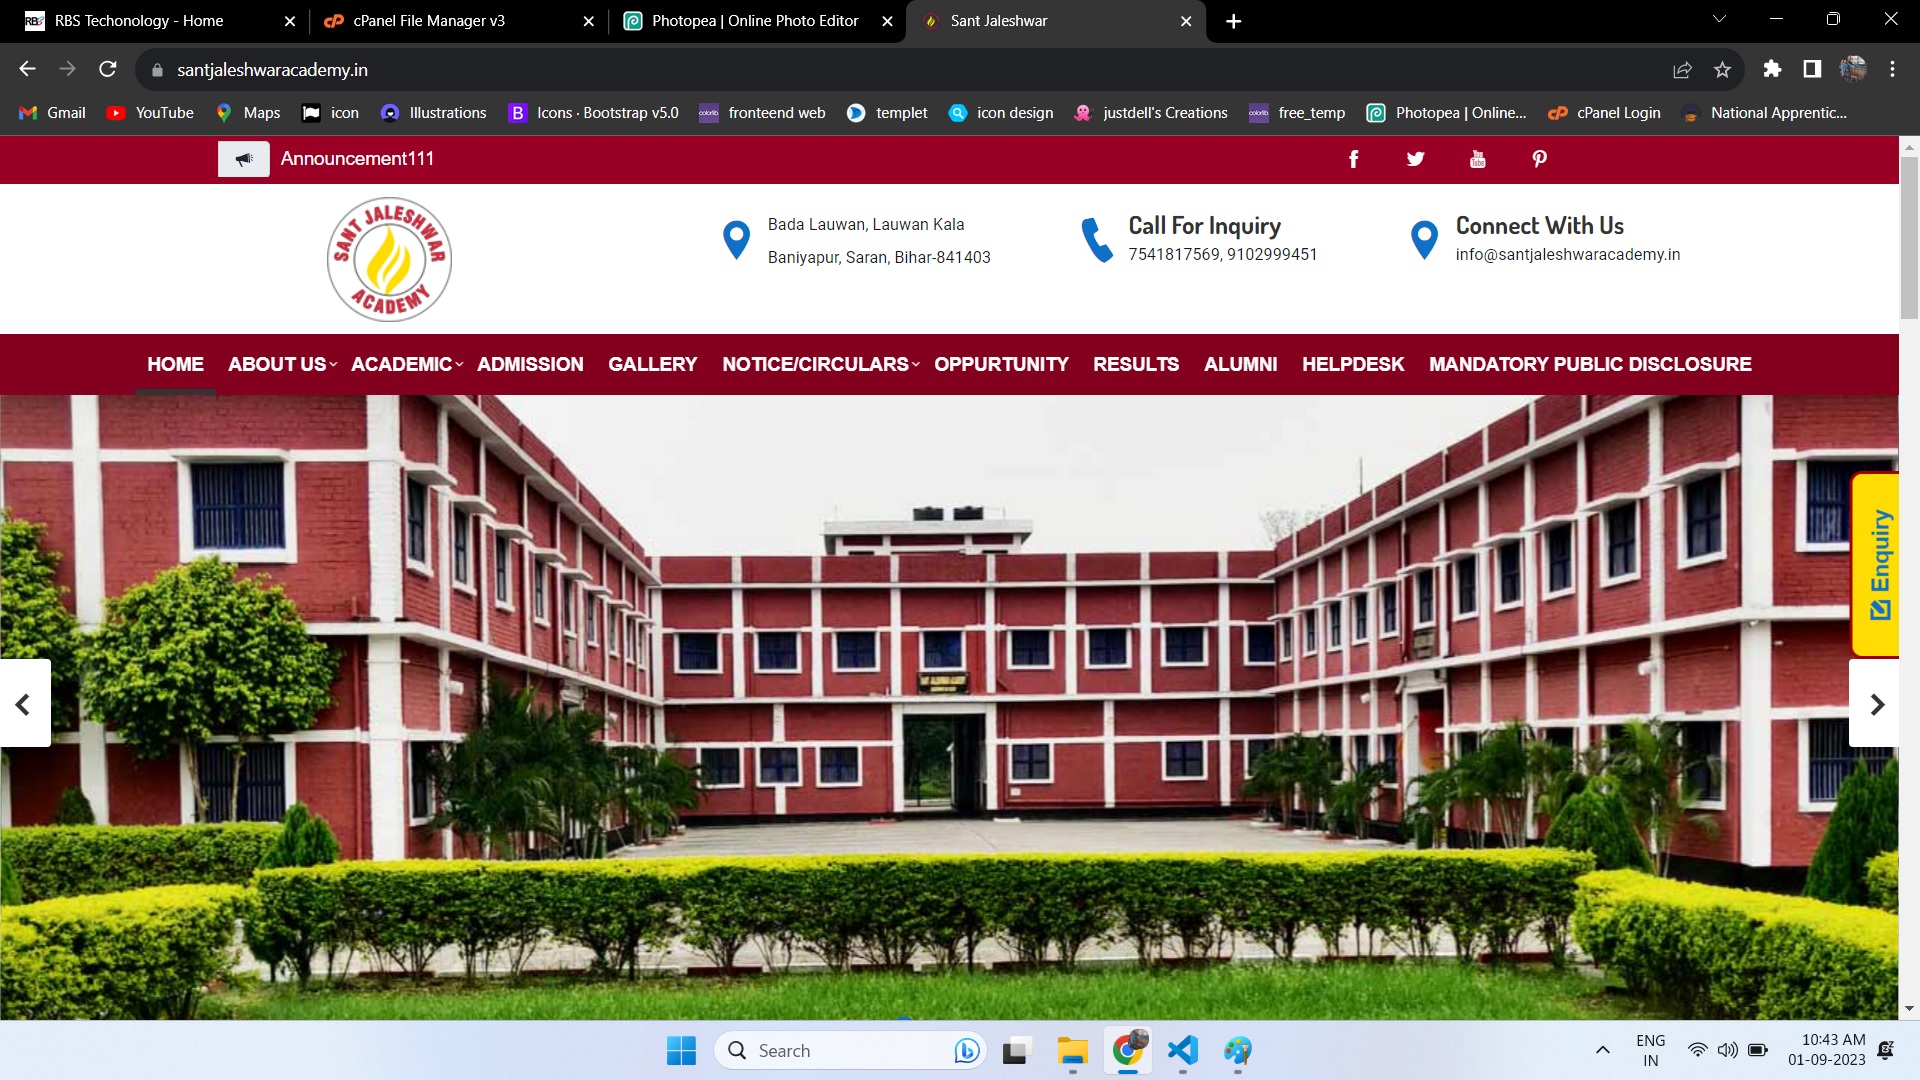 RBS Techonology - Home
cPanel File Manager v3
Photopea | Online Photo Editor
Sant Jaleshwar
santjaleshwaracademy.in
Gmail
YouTube
Maps
icon
Illustrations
Icons · Bootstrap v5.0
fronteend web
templet
icon design
justdell's Creations
free_temp
Photopea | Online...
cPanel Login
National Apprentic...
Announcement111
SANT JALESHWAR
ACADEMY
Bada Lauwan, Lauwan Kala
Baniyapur, Saran, Bihar-841403
Call For Inquiry
7541817569, 9102999451
Connect With Us
info@santjaleshwaracademy.in
HOME
ABOUT US
ACADEMIC
ADMISSION
GALLERY
NOTICE/CIRCULARS
OPPURTUNITY
RESULTS
ALUMNI
HELPDESK
MANDATORY PUBLIC DISCLOSURE
Enquiry
Search
ENG
IN
10:43 AM
01-09-2023